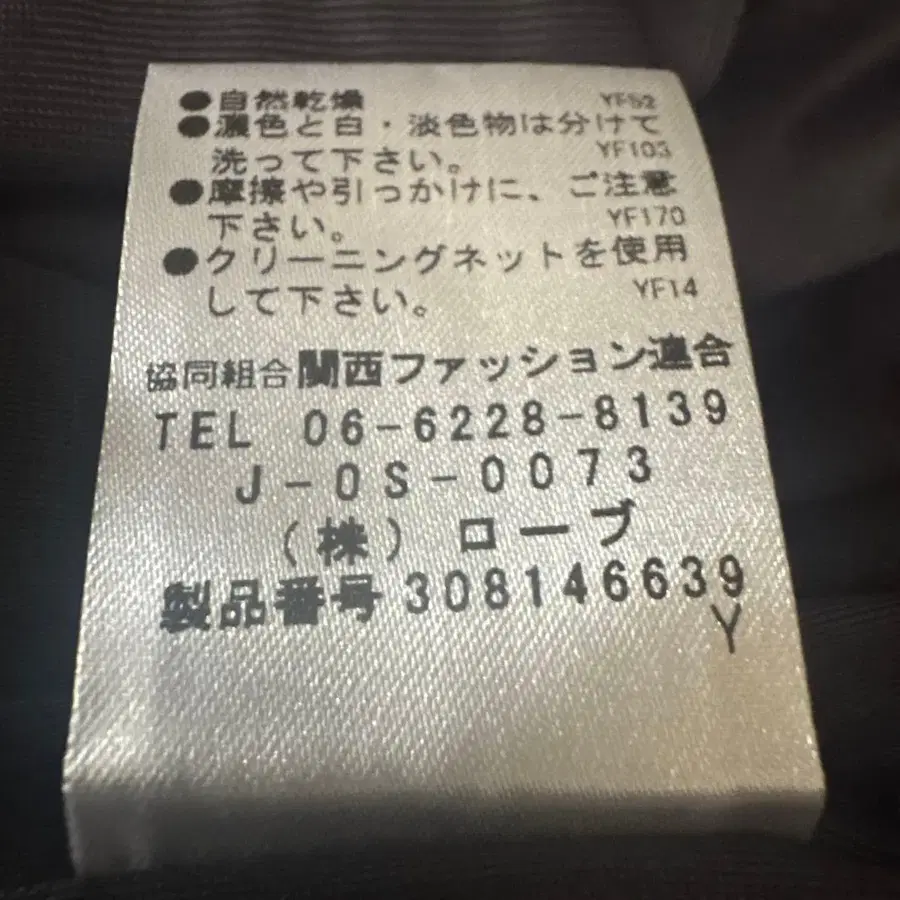 ●自然乾燥 YF52
●濃色と白・淡色物は分けて
洗って下さい。 YF103
●摩擦や引っかけに、ご注意
下さい。 YF170
●クリーニングネットを使用
して下さい。 YF14
協同組合関西ファッション連合
TEL 06-6228-8139
J-OS-0073
(株)ローブ
製品番号308146639
Y